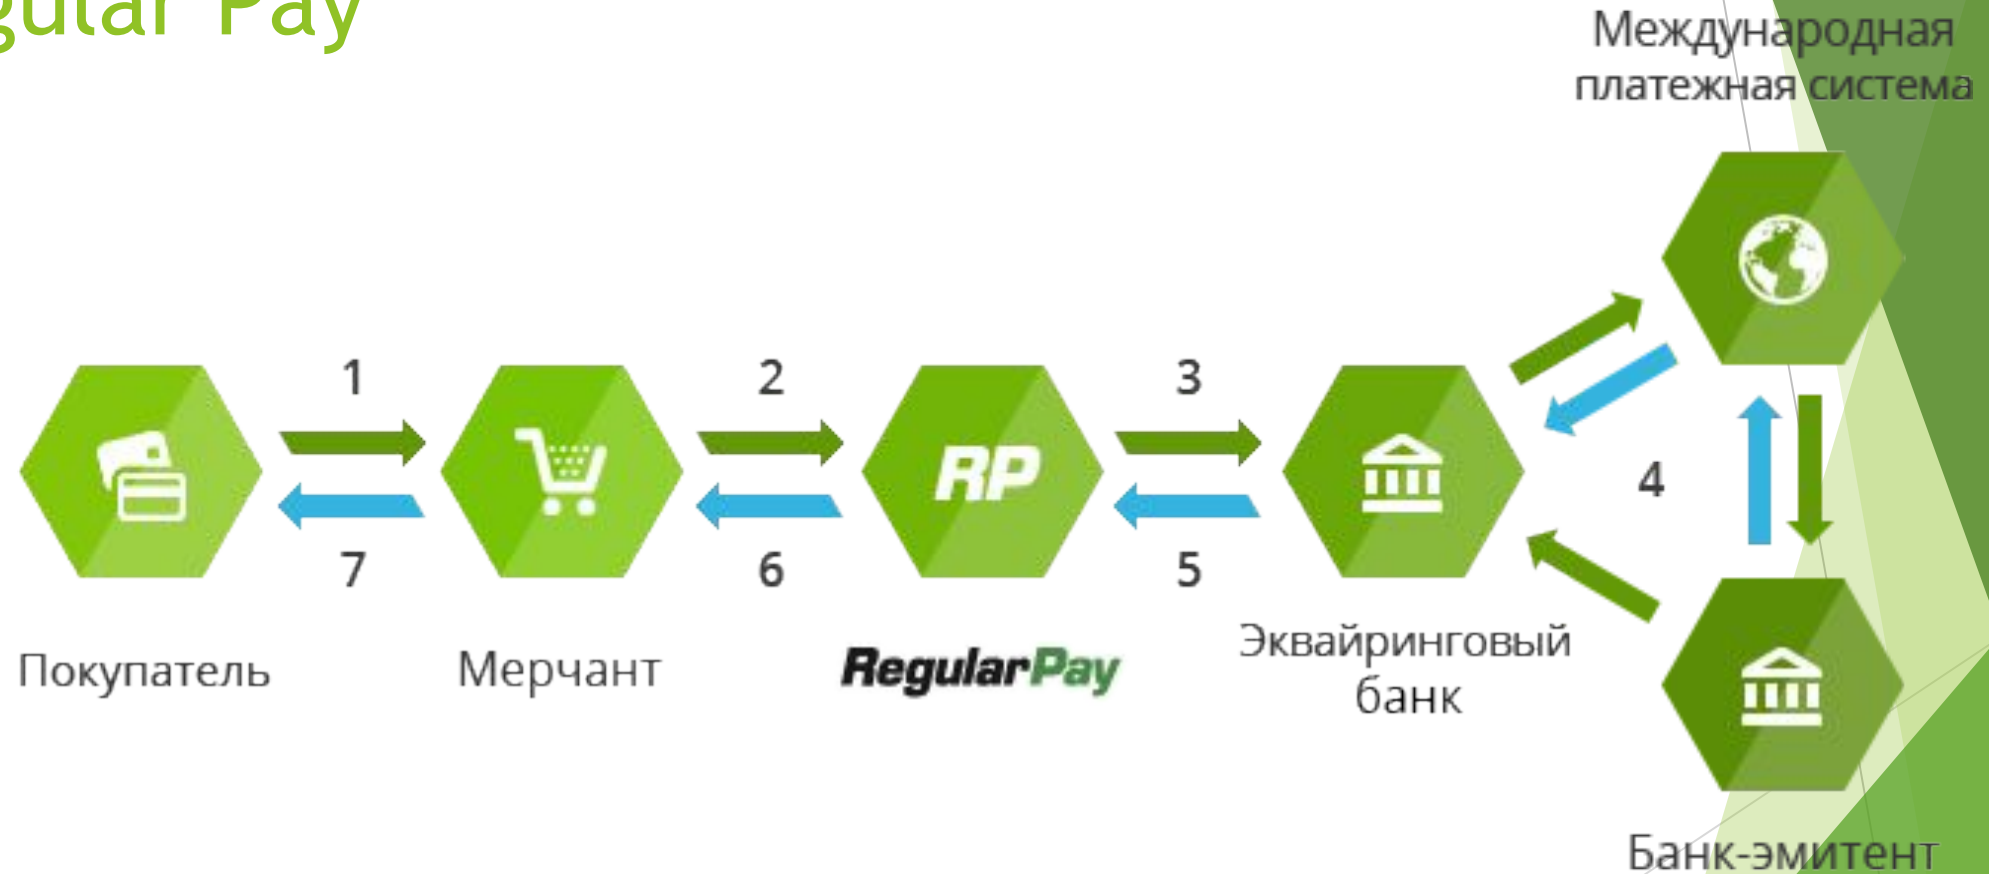 gular Pay
Международная
платежная система
1
2
3
RP
4
7
6
5
Покупатель
Мерчант
RegularPay
Эквайринговый
банк
Банк-эмитент